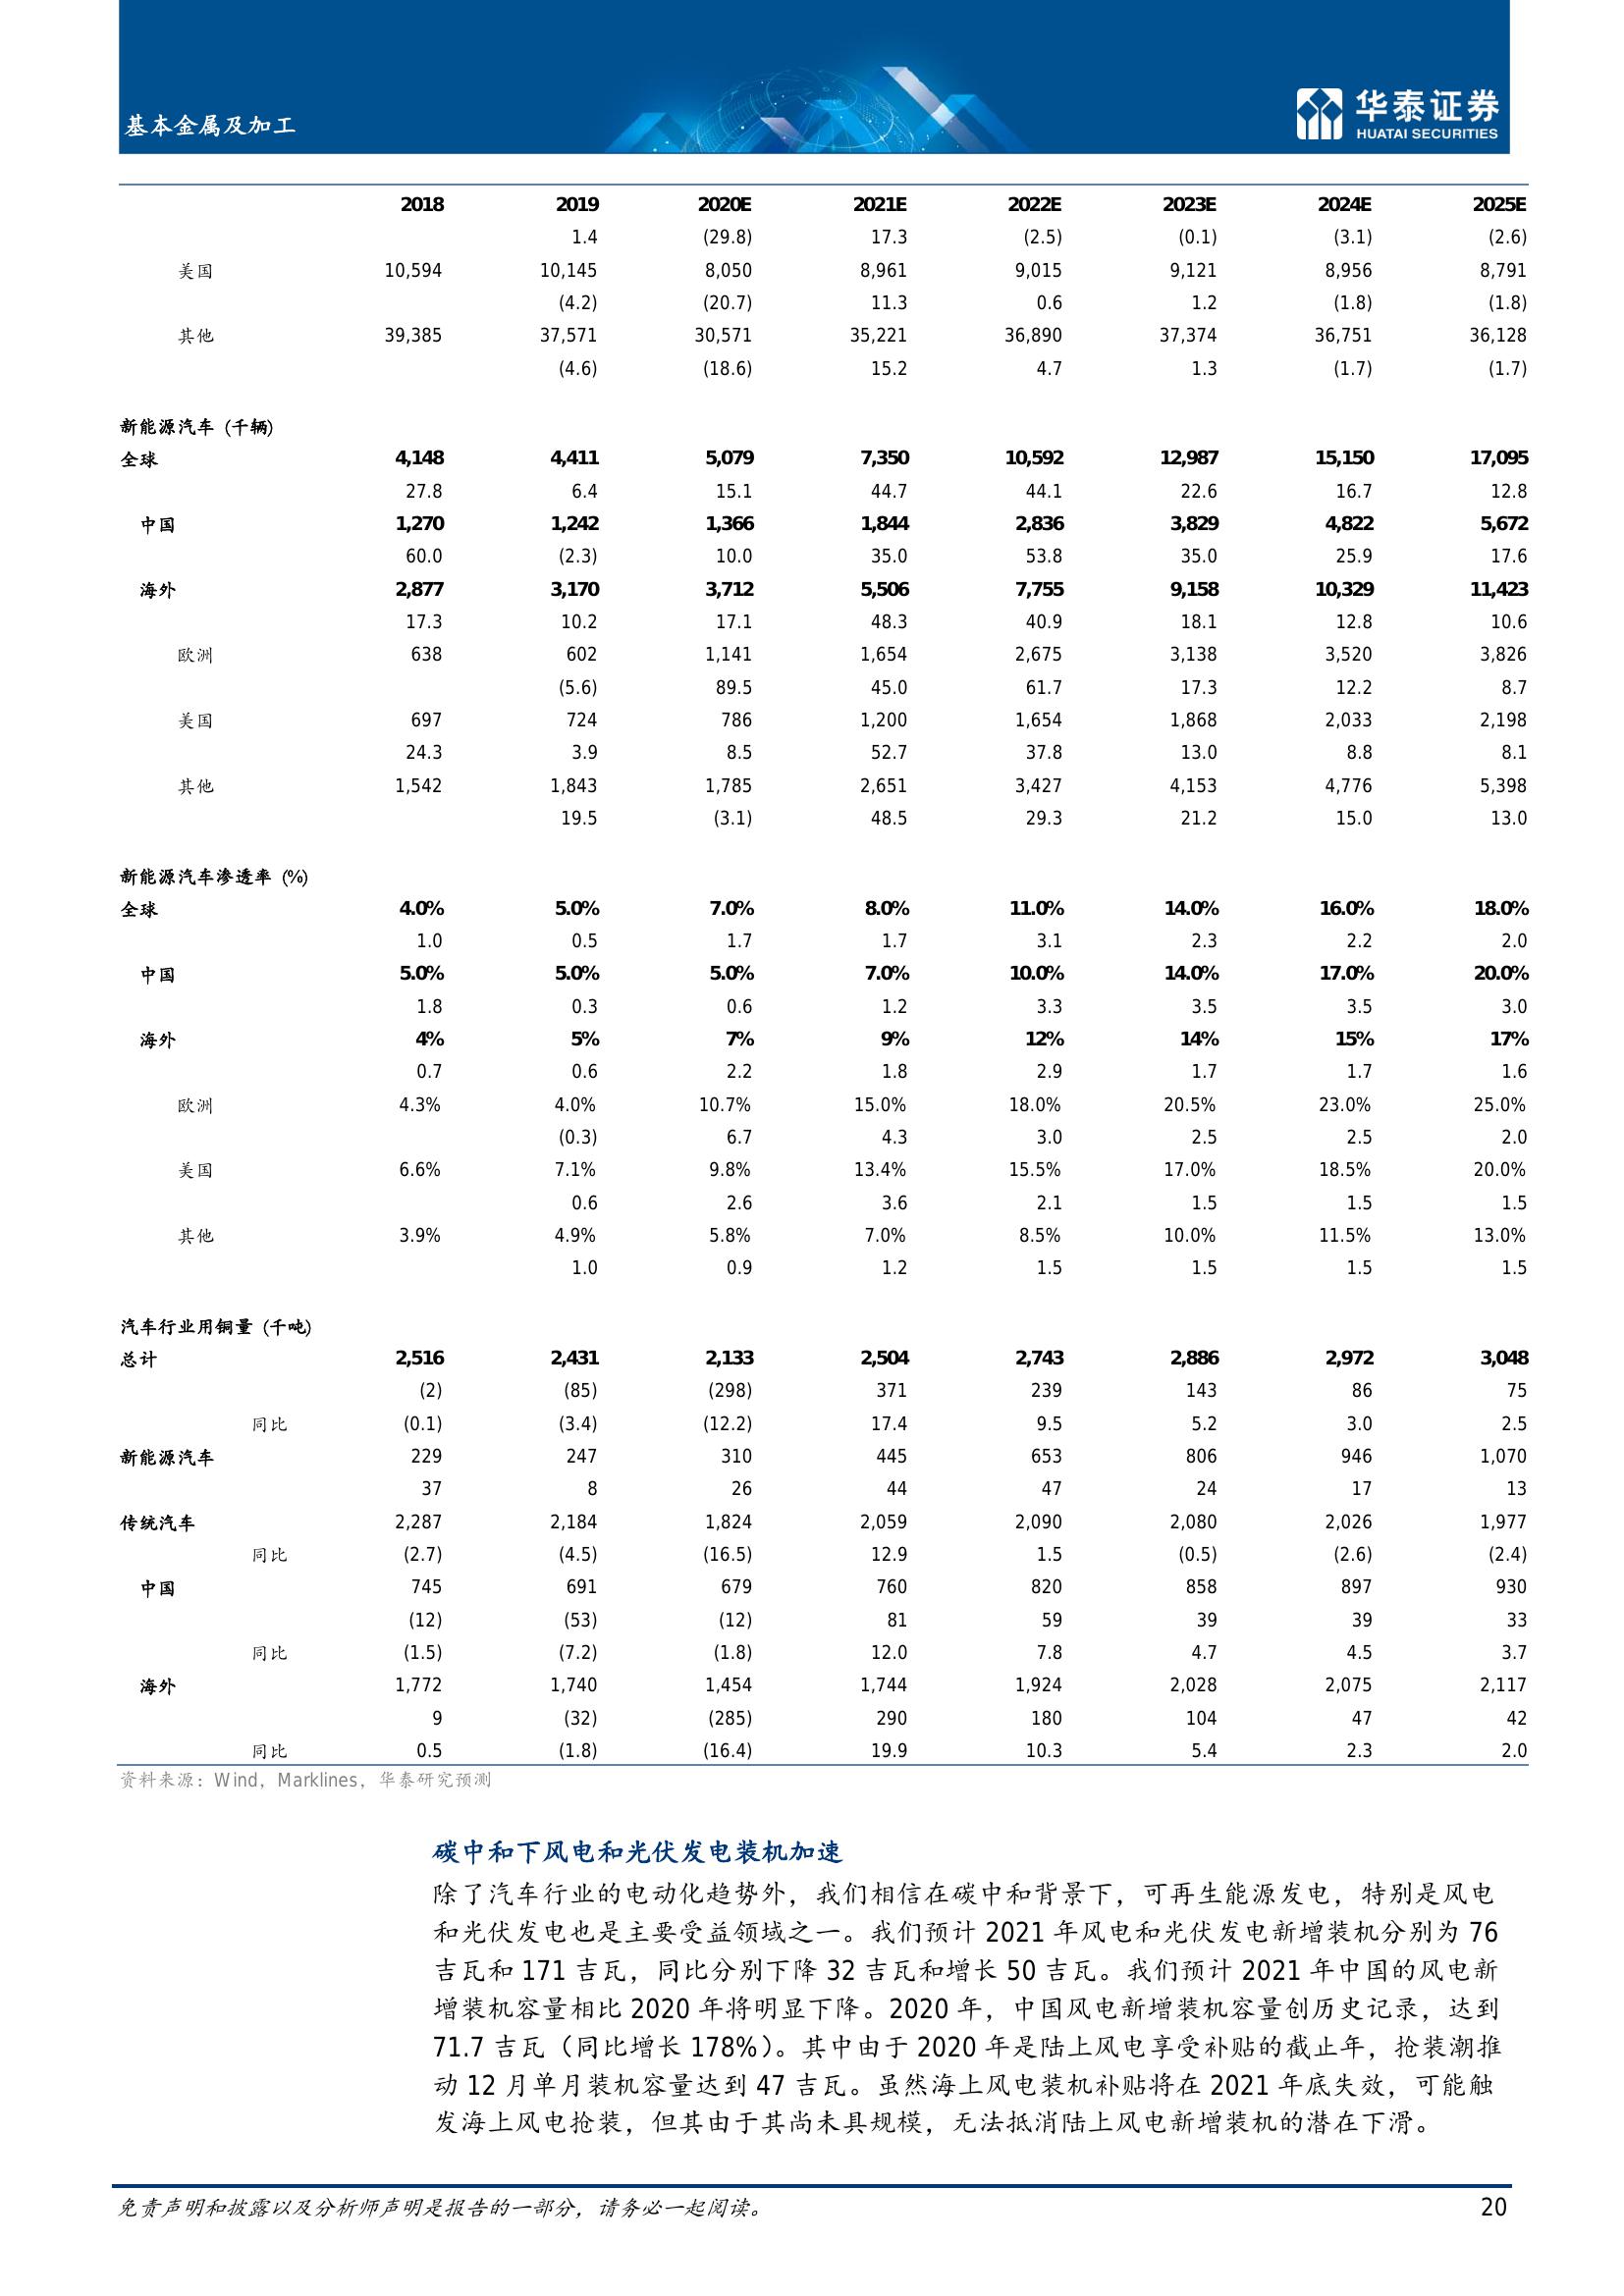 基本金属及加工
华泰证券
HUATAI SECURITIES
2018 2019 2020E 2021E 2022E 2023E 2024E 2025E
1.4 (29.8) 17.3 (2.5) (0.1) (3.1) (2.6)
美国 10,594 10,145 8,050 8,961 9,015 9,121 8,956 8,791
(4.2) (20.7) 11.3 0.6 1.2 (1.8) (1.8)
其他 39,385 37,571 30,571 35,221 36,890 37,374 36,751 36,128
(4.6) (18.6) 15.2 4.7 1.3 (1.7) (1.7)
新能源汽车 (千辆)
全球 4,148 4,411 5,079 7,350 10,592 12,987 15,150 17,095
27.8 6.4 15.1 44.7 44.1 22.6 16.7 12.8
中国 1,270 1,242 1,366 1,844 2,836 3,829 4,822 5,672
60.0 (2.3) 10.0 35.0 53.8 35.0 25.9 17.6
海外 2,877 3,170 3,712 5,506 7,755 9,158 10,329 11,423
17.3 10.2 17.1 48.3 40.9 18.1 12.8 10.6
欧洲 638 602 1,141 1,654 2,675 3,138 3,520 3,826
(5.6) 89.5 45.0 61.7 17.3 12.2 8.7
美国 697 724 786 1,200 1,654 1,868 2,033 2,198
24.3 3.9 8.5 52.7 37.8 13.0 8.8 8.1
其他 1,542 1,843 1,785 2,651 3,427 4,153 4,776 5,398
19.5 (3.1) 48.5 29.3 21.2 15.0 13.0
新能源汽车渗透率 (%)
全球 4.0% 5.0% 7.0% 8.0% 11.0% 14.0% 16.0% 18.0%
1.0 0.5 1.7 1.7 3.1 2.3 2.2 2.0
中国 5.0% 5.0% 5.0% 7.0% 10.0% 14.0% 17.0% 20.0%
1.8 0.3 0.6 1.2 3.3 3.5 3.5 3.0
海外 4% 5% 7% 9% 12% 14% 15% 17%
0.7 0.6 2.2 1.8 2.9 1.7 1.7 1.6
欧洲 4.3% 4.0% 10.7% 15.0% 18.0% 20.5% 23.0% 25.0%
(0.3) 6.7 4.3 3.0 2.5 2.5 2.0
美国 6.6% 7.1% 9.8% 13.4% 15.5% 17.0% 18.5% 20.0%
0.6 2.6 3.6 2.1 1.5 1.5 1.5
其他 3.9% 4.9% 5.8% 7.0% 8.5% 10.0% 11.5% 13.0%
1.0 0.9 1.2 1.5 1.5 1.5 1.5
汽车行业用铜量 (千吨)
总计 2,516 2,431 2,133 2,504 2,743 2,886 2,972 3,048
(2) (85) (298) 371 239 143 86 75
同比 (0.1) (3.4) (12.2) 17.4 9.5 5.2 3.0 2.5
新能源汽车 229 247 310 445 653 806 946 1,070
37 8 26 44 47 24 17 13
传统汽车 2,287 2,184 1,824 2,059 2,090 2,080 2,026 1,977
同比 (2.7) (4.5) (16.5) 12.9 1.5 (0.5) (2.6) (2.4)
中国 745 691 679 760 820 858 897 930
(12) (53) (12) 81 59 39 39 33
同比 (1.5) (7.2) (1.8) 12.0 7.8 4.7 4.5 3.7
海外 1,772 1,740 1,454 1,744 1,924 2,028 2,075 2,117
9 (32) (285) 290 180 104 47 42
同比 0.5 (1.8) (16.4) 19.9 10.3 5.4 2.3 2.0
资料来源：Wind，Marklines，华泰研究预测
碳中和下风电和光伏发电装机加速
除了汽车行业的电动化趋势外，我们相信在碳中和背景下，可再生能源发电，特别是风电
和光伏发电也是主要受益领域之一。我们预计 2021 年风电和光伏发电新增装机分别为 76
吉瓦和 171 吉瓦，同比分别下降 32 吉瓦和增长 50 吉瓦。我们预计 2021 年中国的风电新
增装机容量相比 2020 年将明显下降。2020 年，中国风电新增装机容量创历史记录，达到
71.7 吉瓦（同比增长 178%）。其中由于 2020 年是陆上风电享受补贴的截止年，抢装潮推
动 12 月单月装机容量达到 47 吉瓦。虽然海上风电装机补贴将在 2021 年底失效，可能触
发海上风电抢装，但其由于其尚未具规模，无法抵消陆上风电新增装机的潜在下滑。
免责声明和披露以及分析师声明是报告的一部分，请务必一起阅读。 20